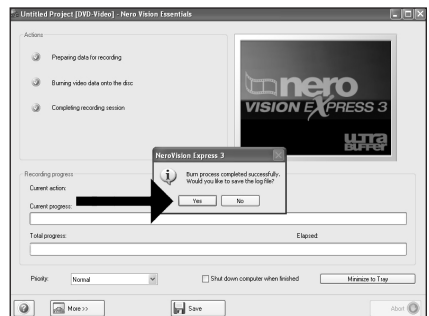 Untitled Project [DVD-Video] - Nero Vision Essentials
Actions
Preparing data for recording
Burning video data onto the disc
Completing recording session
nero
VISION EXPRESS 3
ULTRA
BUFFER
NeroVision Express 3
Burn process completed successfully.
Would you like to save the log file?
Yes
No
Recording progress
Current action:
Current progress:
Total progress:
Elapsed:
Priority:
Normal
Shut down computer when finished
Minimize to Tray
More >>
Save
Abort